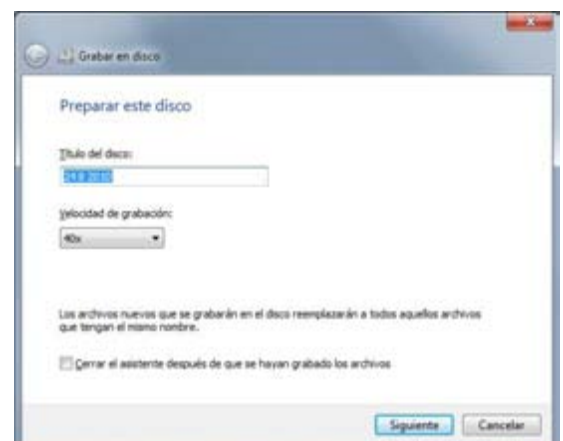 Grabar en disco
Preparar este disco
Título del disco:
Velocidad de grabación:
40x
Los archivos nuevos que se grabarán en el disco reemplazarán a todos aquellos archivos
que tengan el mismo nombre.
Cerrar el asistente después de que se hayan grabado los archivos
Siguiente
Cancelar